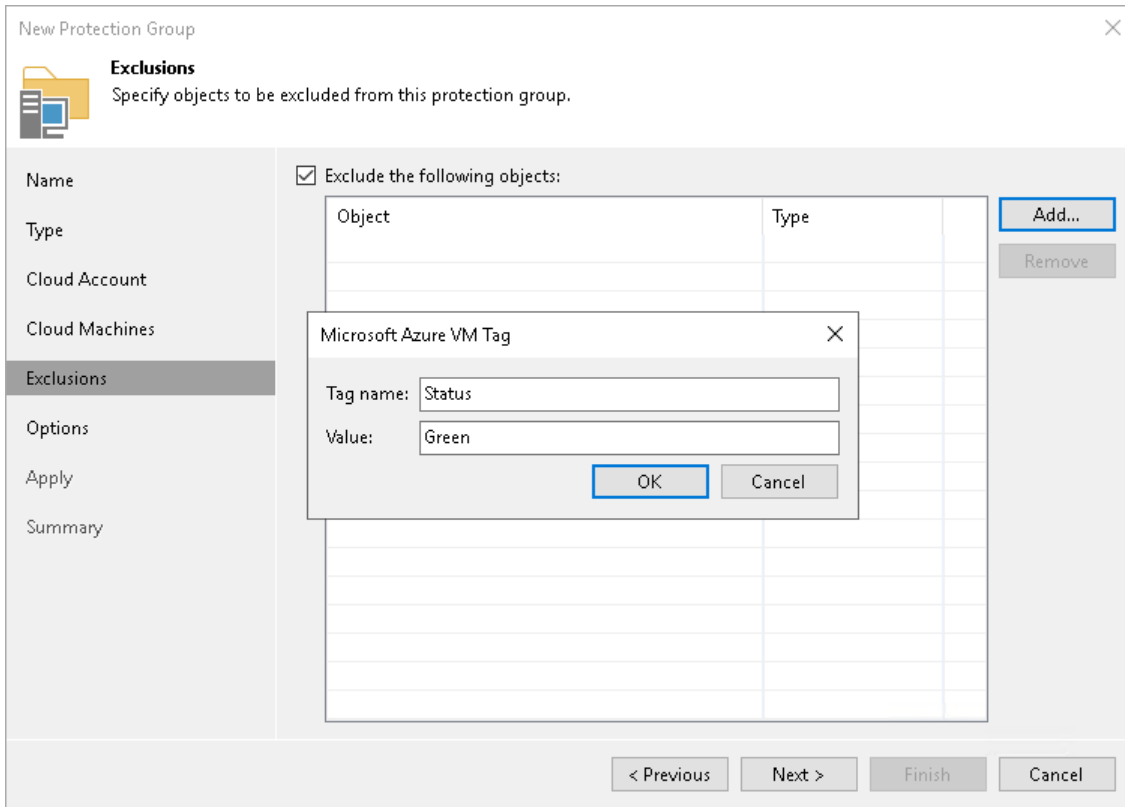 New Protection Group
Exclusions
Specify objects to be excluded from this protection group.
Name
Type
Cloud Account
Cloud Machines
Exclusions
Options
Apply
Summary
Exclude the following objects:
Object Type
Add...
Remove
Microsoft Azure VM Tag
Tag name: Status
Value: Green
OK Cancel
< Previous Next > Finish Cancel